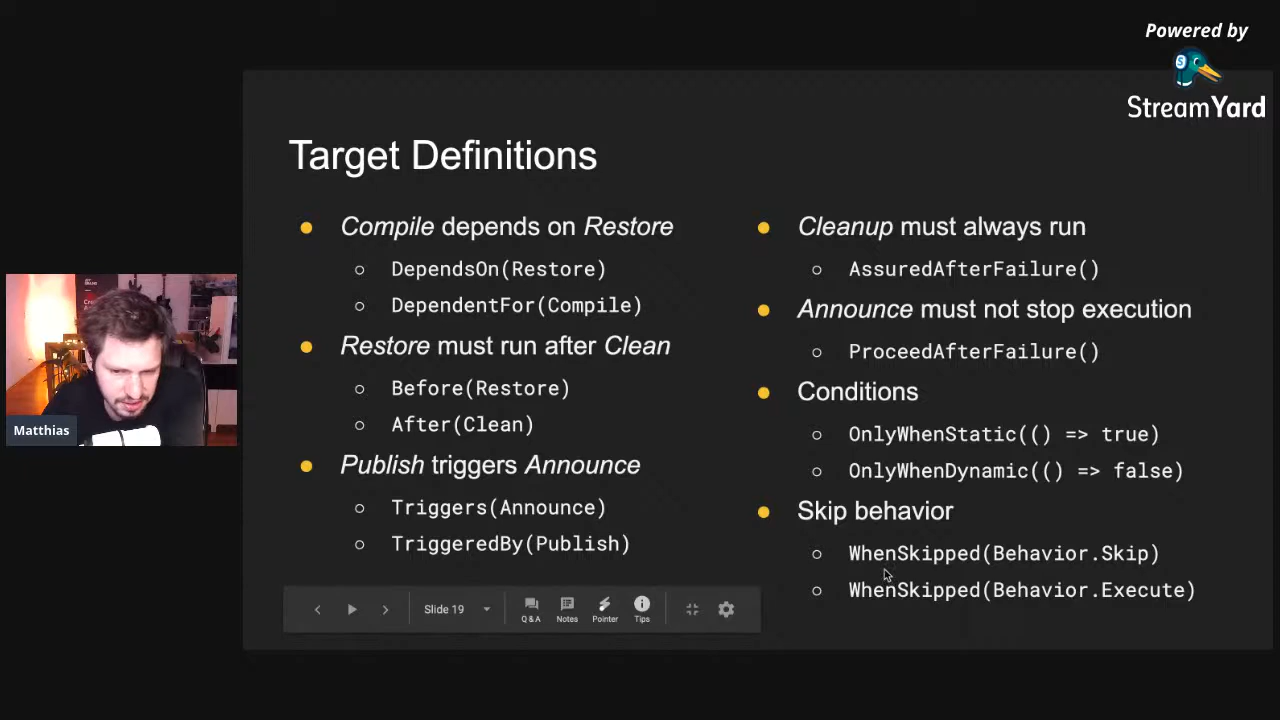 Powered by
StreamYard
Target Definitions
Compile depends on Restore
DependsOn(Restore)
DependentFor(Compile)
Restore must run after Clean
Before(Restore)
After(Clean)
Publish triggers Announce
Triggers(Announce)
TriggeredBy(Publish)
Cleanup must always run
AssuredAfterFailure()
Announce must not stop execution
ProceedAfterFailure()
Conditions
OnlyWhenStatic(() => true)
OnlyWhenDynamic(() => false)
Skip behavior
WhenSkipped(Behavior.Skip)
WhenSkipped(Behavior.Execute)
Matthias
Slide 19
Q & A
Notes
Pointer
Tips